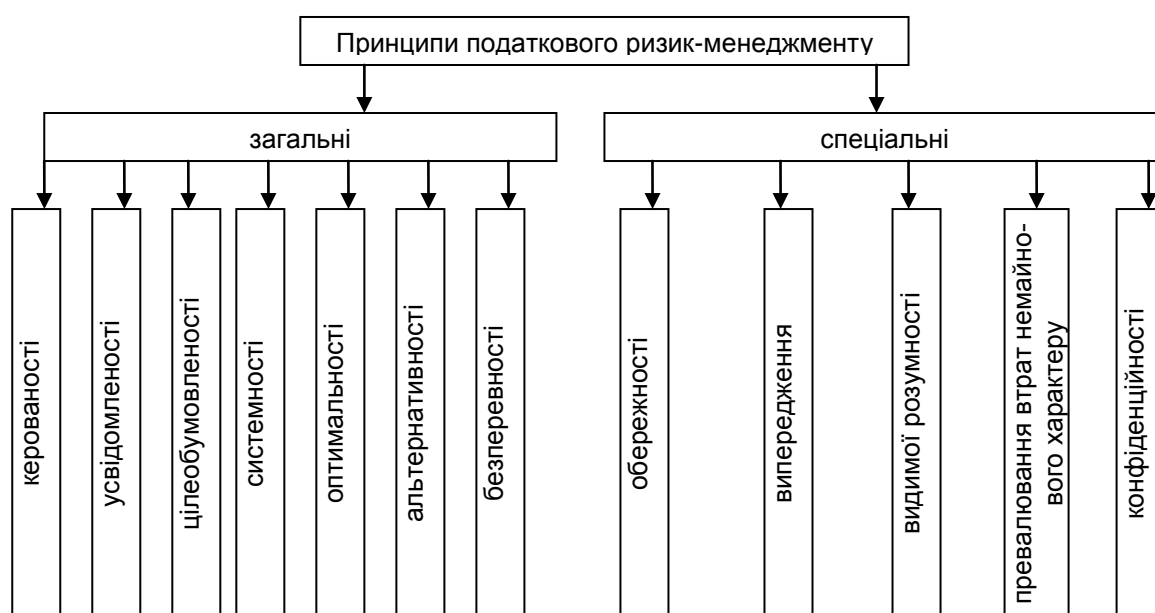 Принципи податкового ризик-менеджменту
загальні
спеціальні
керованості
усвідомленості
цілеобумовленості
системності
оптимальності
альтернативності
безперевності
обережності
випередження
видимої розумності
превалювання втрат немайно-
вого характеру
конфіденційності